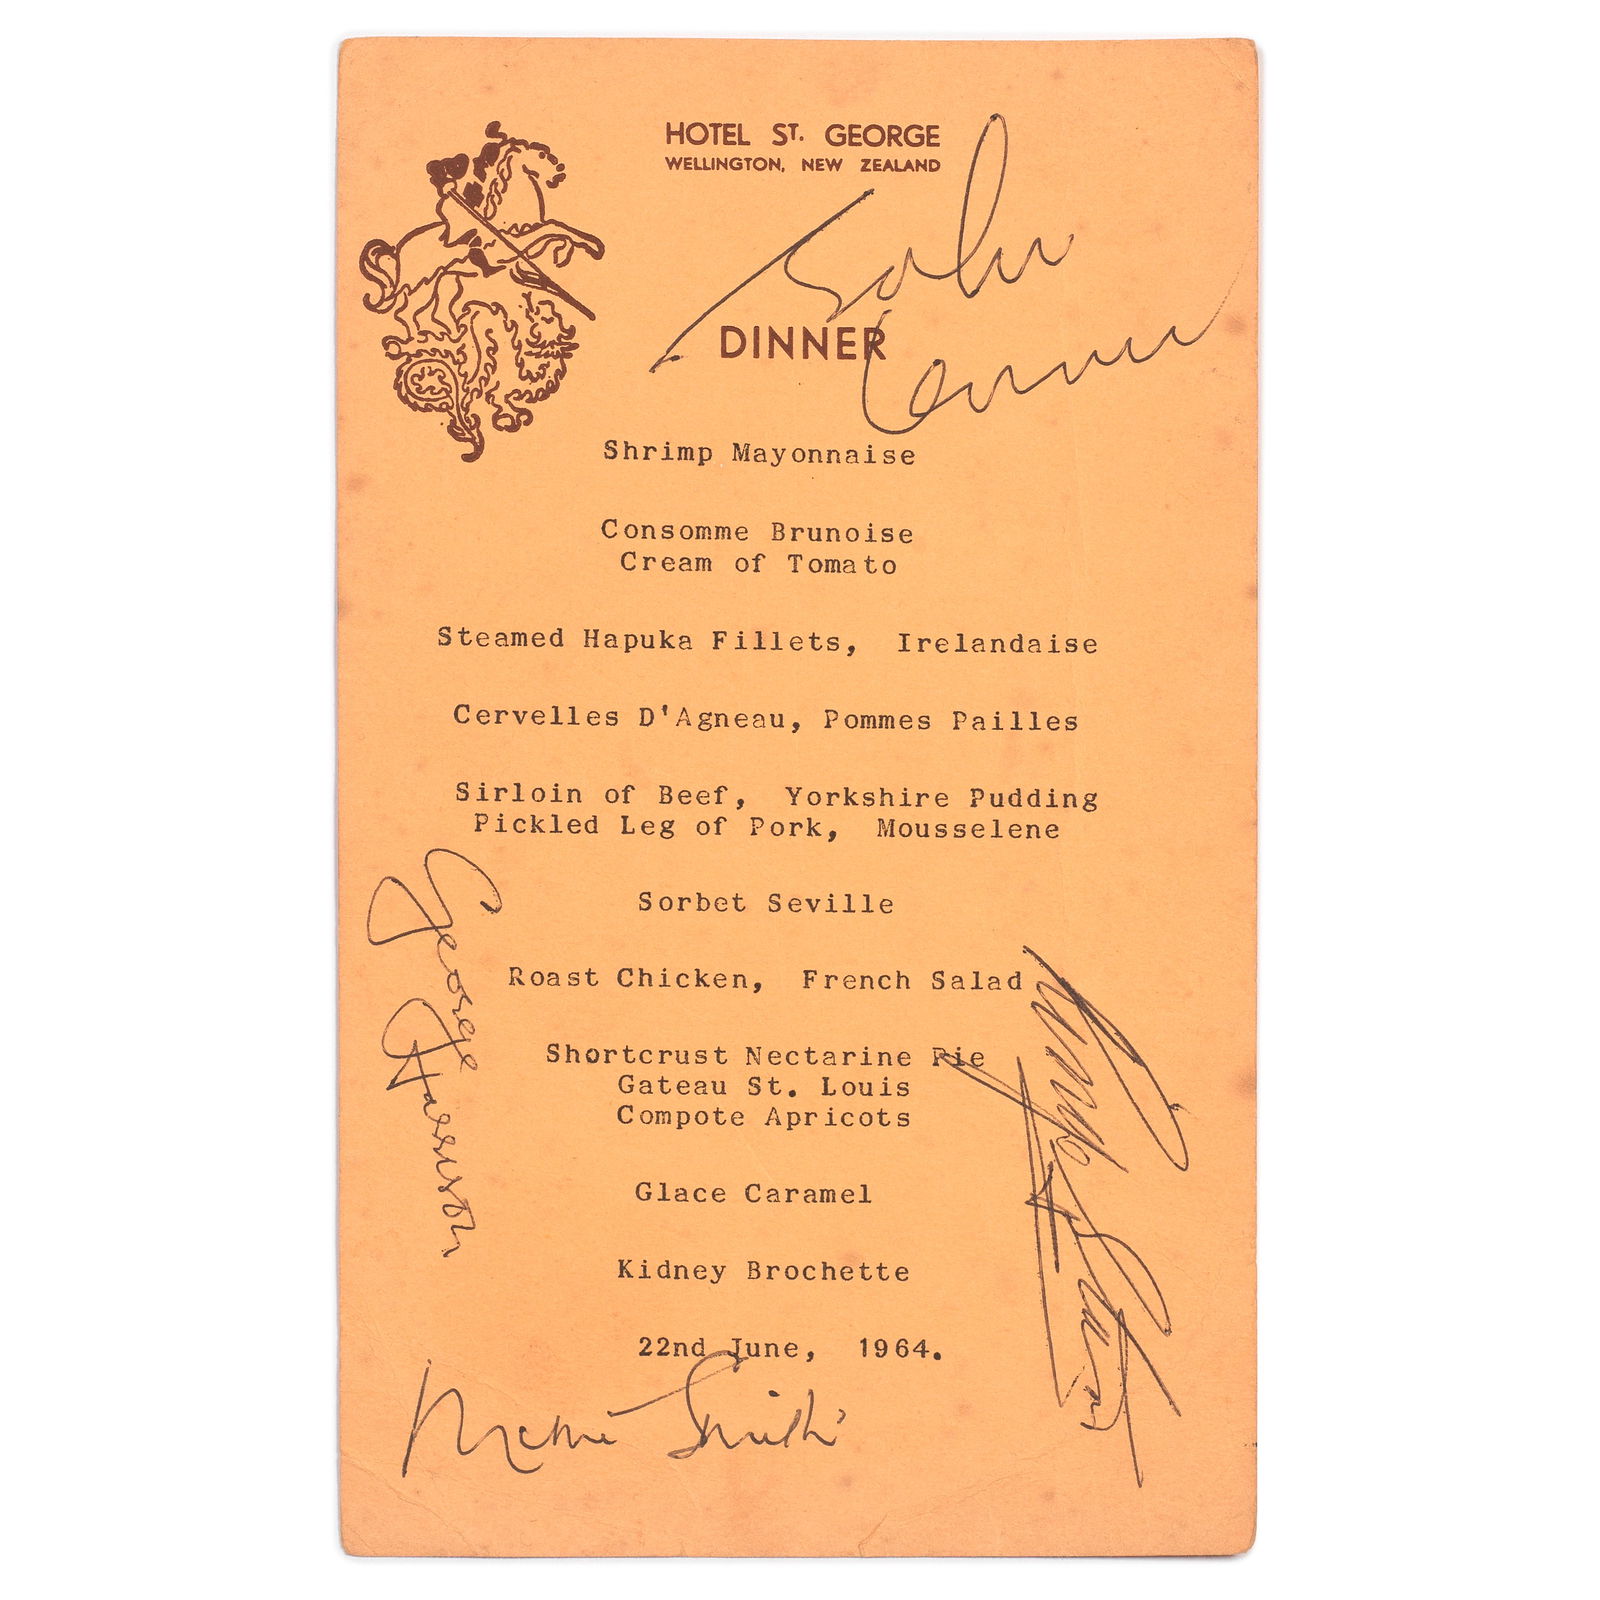 HOTEL ST. GEORGE
WELLINGTON, NEW ZEALAND
John
Lennon
DINNER
Shrimp Mayonnaise
Consomme Brunoise
Cream of Tomato
Steamed Hapuka Fillets, Irelandaise
Cervelles D'Agneau, Pommes Pailles
Sirloin of Beef, Yorkshire Pudding
Pickled Leg of Pork, Mousselene
Sorbet Seville
Roast Chicken, French Salad
George
Harrison
Shortcrust Nectarine Pie
Gateau St. Louis
Compote Apricots
Glace Caramel
Kidney Brochette
22nd June, 1964.
Smith